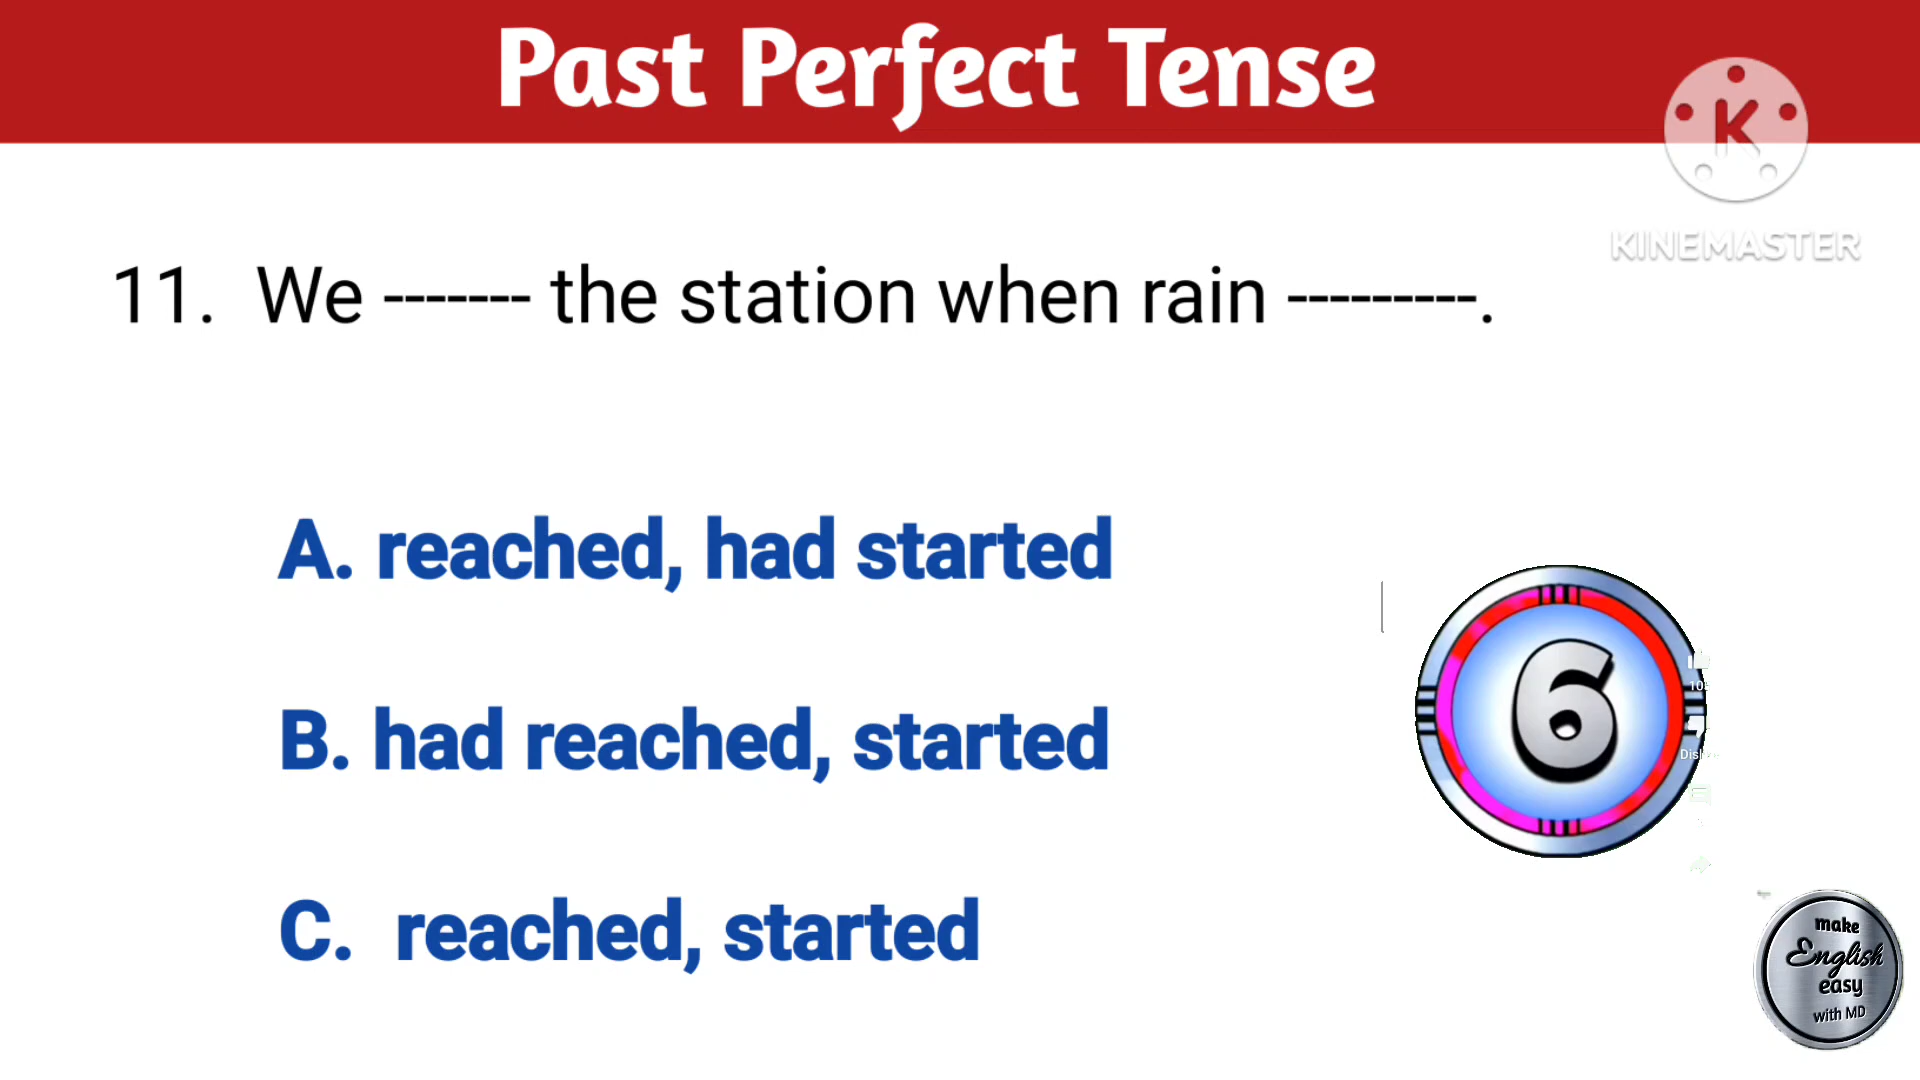 Past Perfect Tense
K
KINEMASTER
11. We ------- the station when rain ---------.
A. reached, had started
B. had reached, started
C. reached, started
6
make
English
easy
with MD